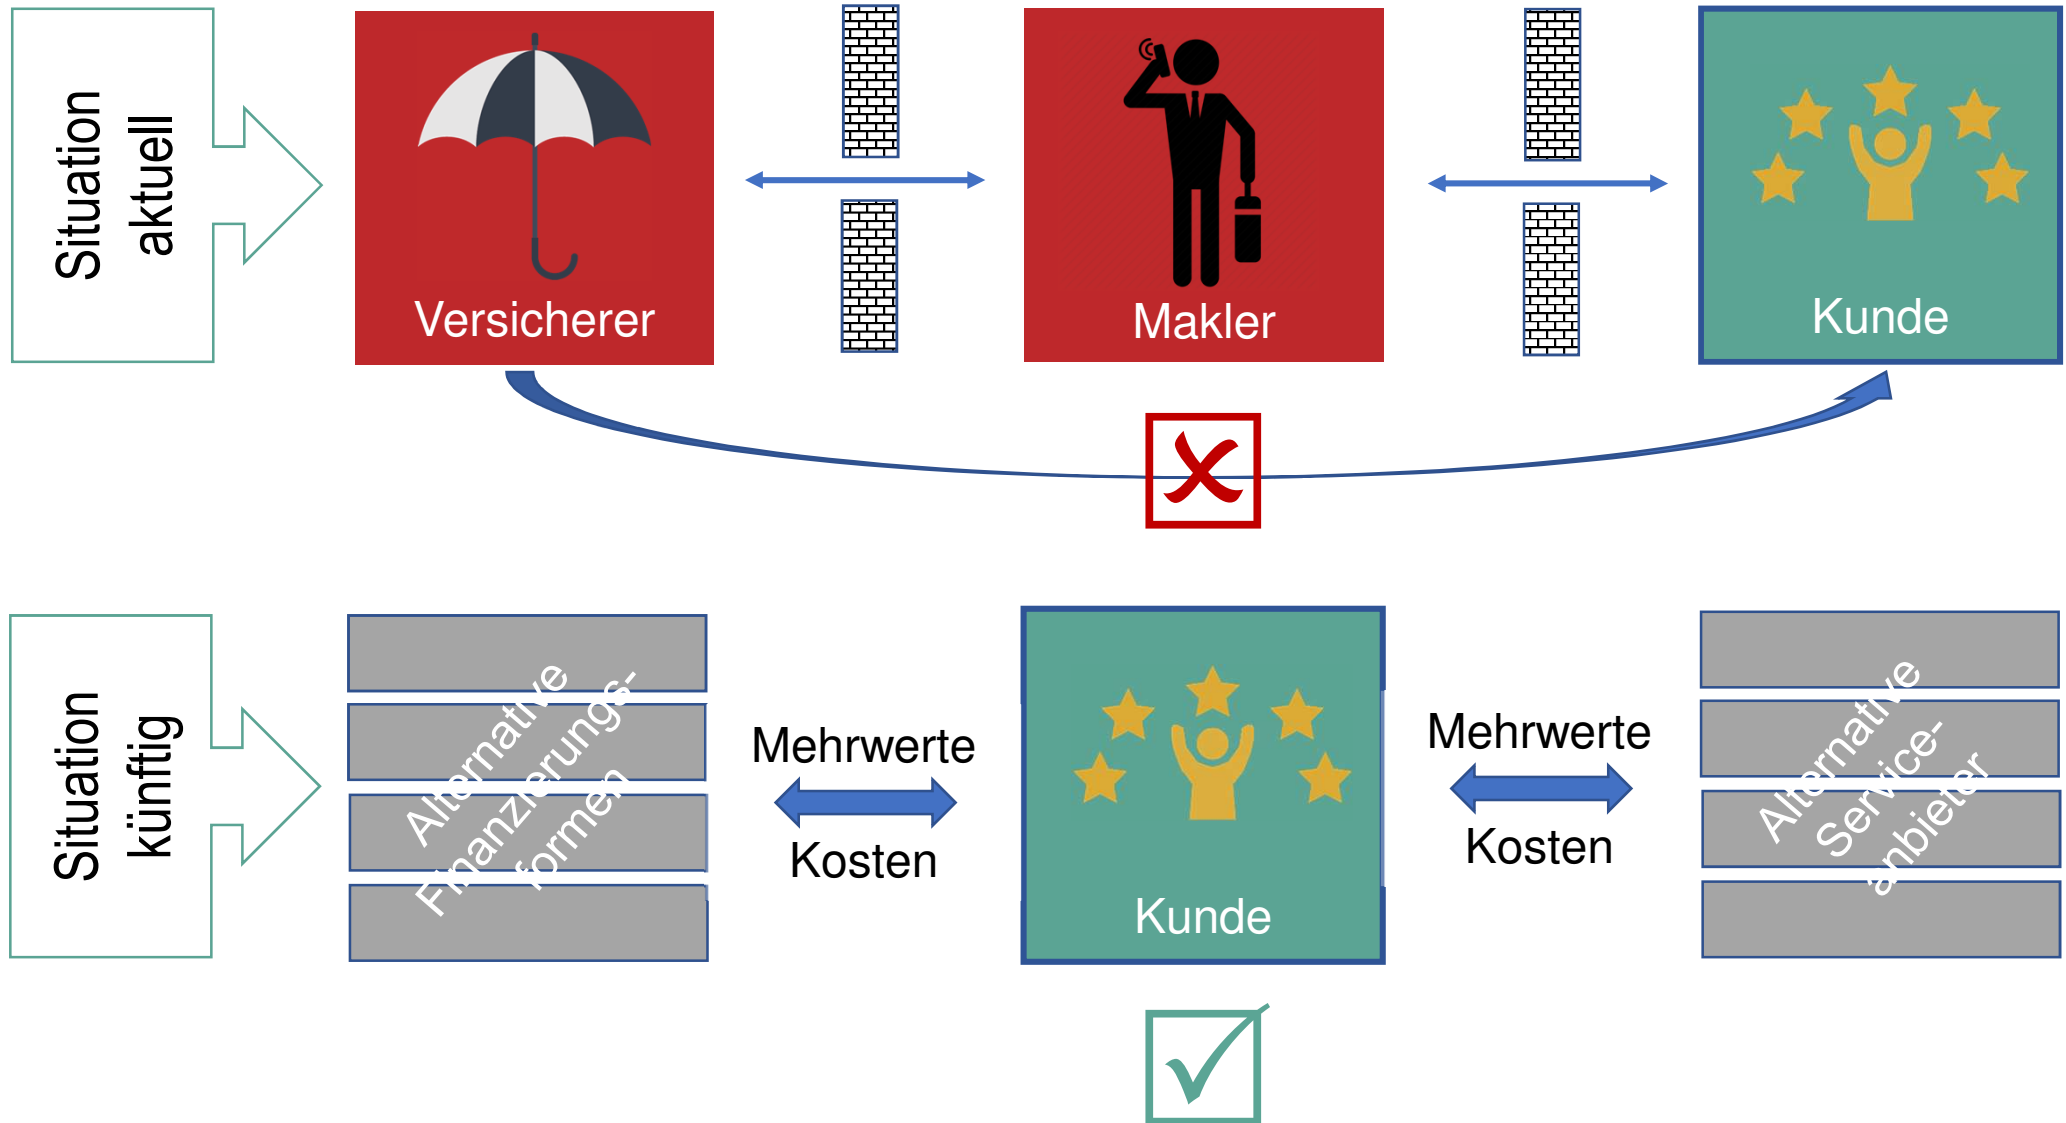 Situation
aktuell
Versicherer
Makler
Kunde
Situation
künftig
Alternative
Finanzierungs-
formen
Mehrwerte
Kosten
Kunde
Mehrwerte
Kosten
Alternative
Service-
anbieter